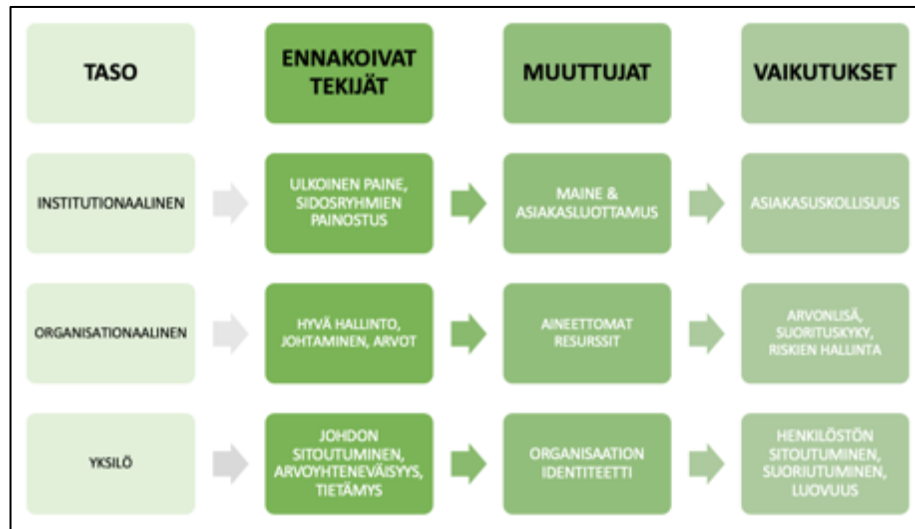 TASO
ENNAKOIVAT
TEKIJÄT
MUUTTUJAT
VAIKUTUKSET
INSTITUTIONAALINEN
ULKOINEN PAINE,
SIDOSRYHMIEN
PAINOSTUS
MAINE &
ASIAKASLUOTTAMUS
ASIAKASUSKOLLISUUS
ORGANISATIONAALINEN
HYVÄ HALLINTO,
JOHTAMINEN, ARVOT
AINEETTOMAT
RESURSSIT
ARVONLISÄ,
SUORITUSKYKY,
RISKIEN HALLINTA
YKSILÖ
JOHDON
SITOUTUMINEN,
ARVOYHTENEVÄISYYS,
TIETÄMYS
ORGANISAATION
IDENTITEETTI
HENKILÖSTÖN
SITOUTUMINEN,
SUORIUTUMINEN,
LUOVUUS